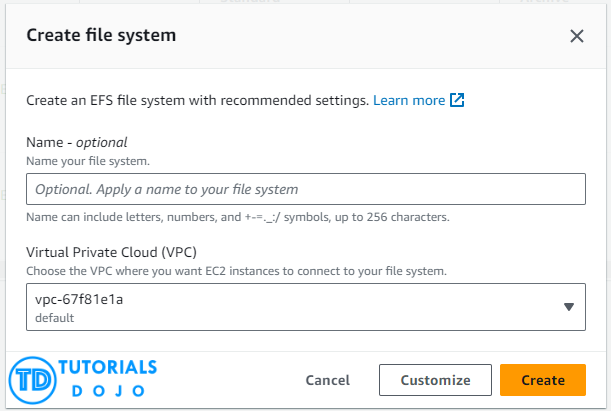 Create file system
Create an EFS file system with recommended settings. Learn more
Name - optional
Name your file system.
Optional. Apply a name to your file system
Name can include letters, numbers, and +-=._:/ symbols, up to 256 characters.
Virtual Private Cloud (VPC)
Choose the VPC where you want EC2 instances to connect to your file system.
vpc-67f81e1a
default
TD TUTORIALS
DOJO
Cancel Customize Create